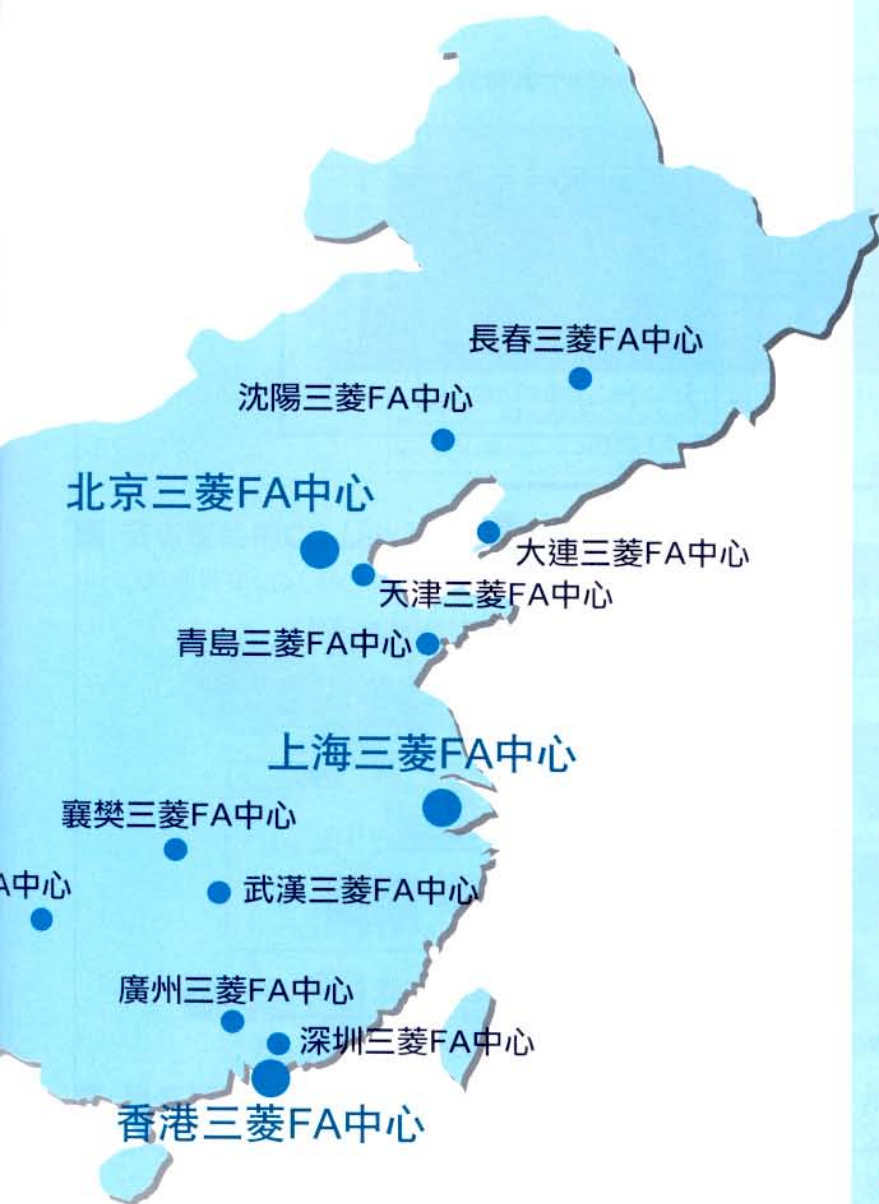 長春三菱FA中心
沈陽三菱FA中心
北京三菱FA中心
大連三菱FA中心
天津三菱FA中心
青島三菱FA中心
上海三菱FA中心
襄樊三菱FA中心
A中心
武漢三菱FA中心
廣州三菱FA中心
深圳三菱FA中心
香港三菱FA中心